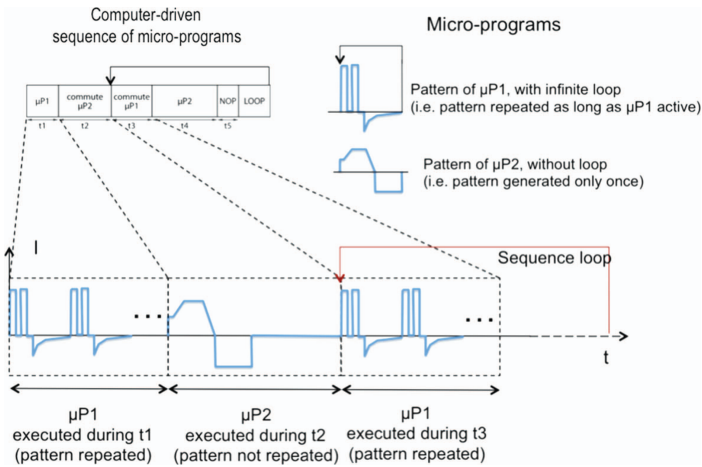 Computer-driven
sequence of micro-programs
Micro-programs
µP1
commute
µP2
commute
µP1
µP2
NOP
LOOP
t1
t2
t3
t4
t5
Pattern of µP1, with infinite loop
(i.e. pattern repeated as long as µP1 active)
Pattern of µP2, without loop
(i.e. pattern generated only once)
I
Sequence loop
...
...
t
µP1
executed during t1
(pattern repeated)
µP2
executed during t2
(pattern not repeated)
µP1
executed during t3
(pattern repeated)